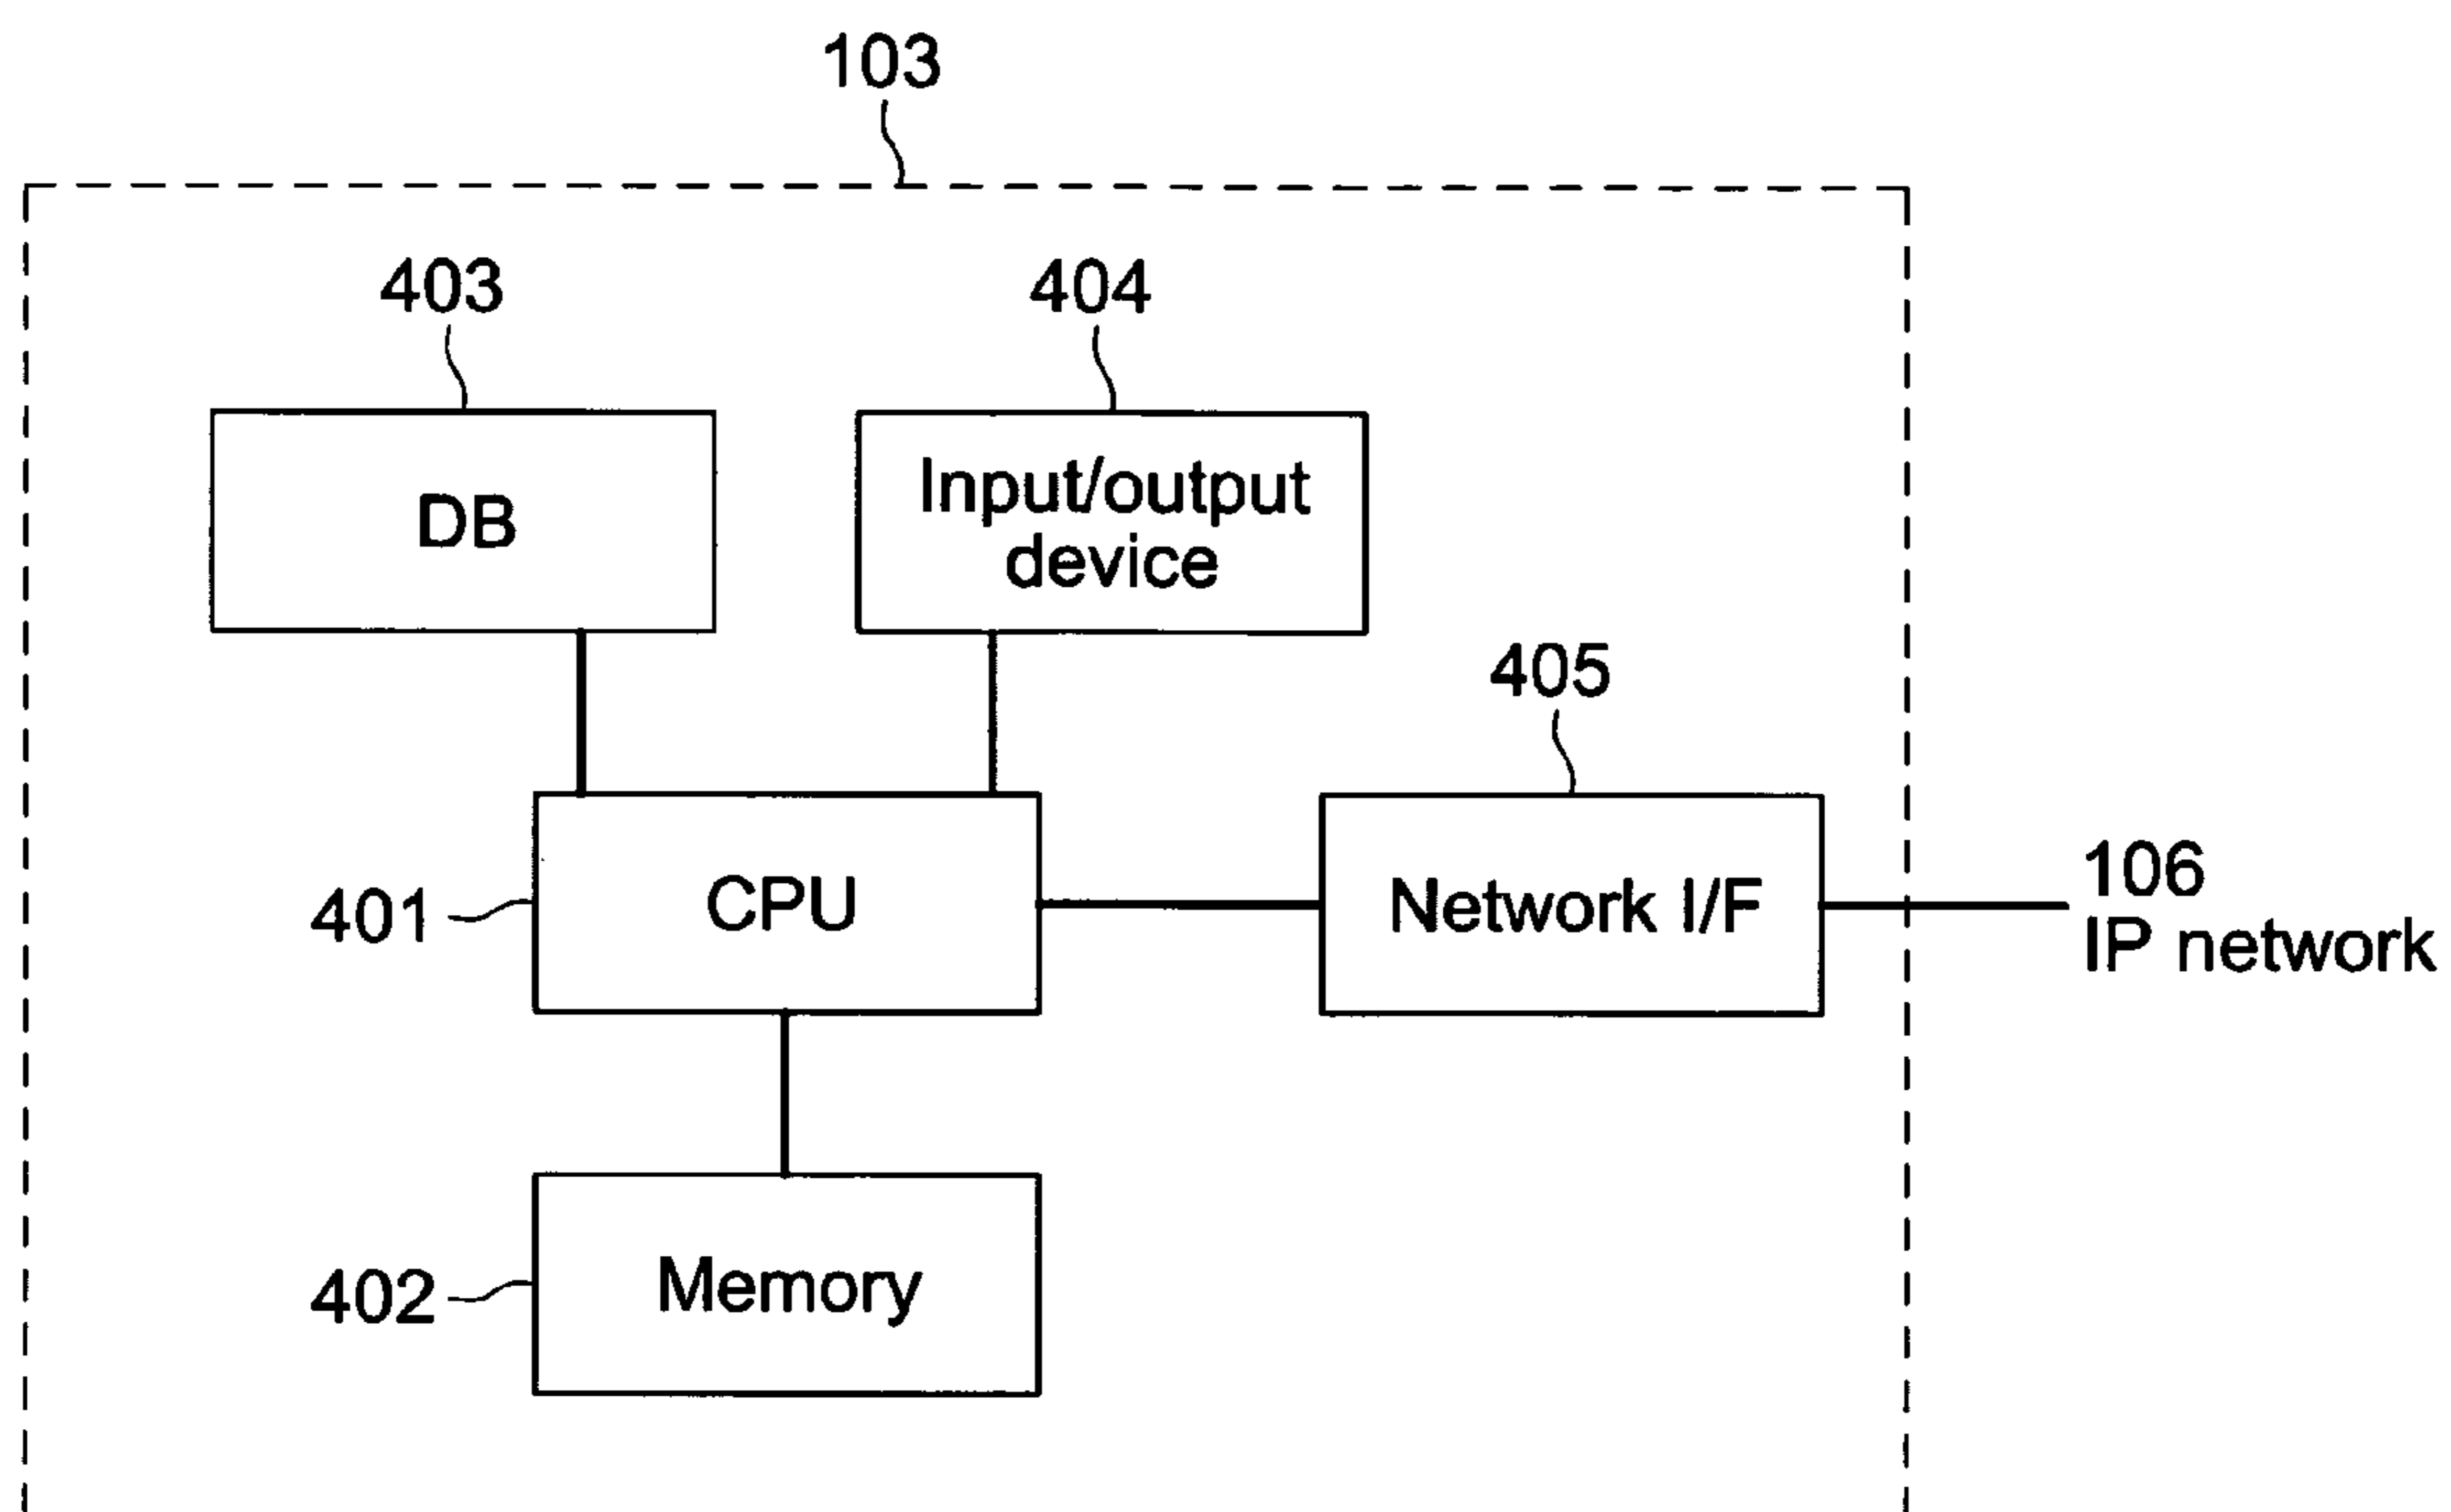 103
403
404
DB
Input/output
device
405
401
CPU
Network I/F
106
IP network
402
Memory